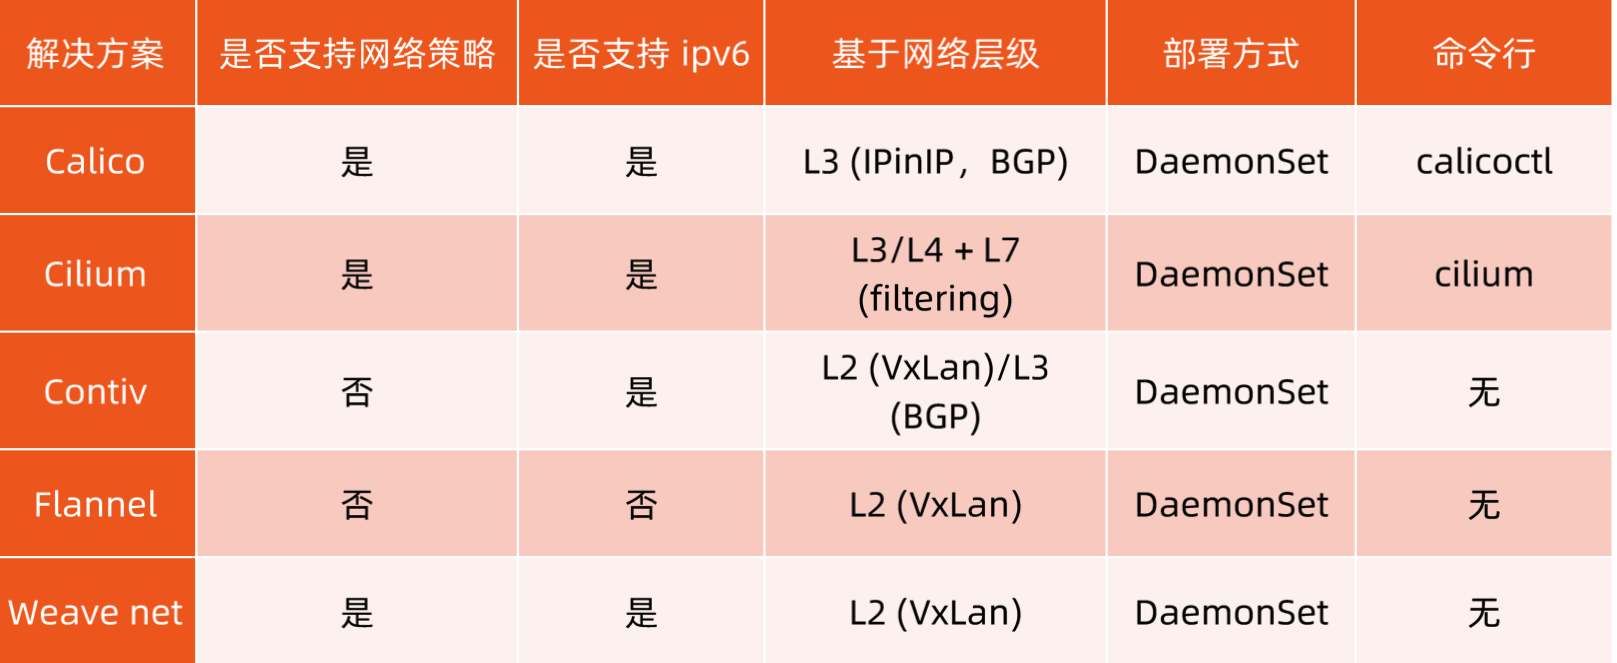 解决方案 是否支持网络策略 是否支持 ipv6 基于网络层级 部署方式 命令行
Calico 是 是 L3 (IPinIP，BGP) DaemonSet calicoctl
Cilium 是 是 L3/L4 + L7
(filtering) DaemonSet cilium
Contiv 否 是 L2 (VxLan)/L3
(BGP) DaemonSet 无
Flannel 否 否 L2 (VxLan) DaemonSet 无
Weave net 是 是 L2 (VxLan) DaemonSet 无